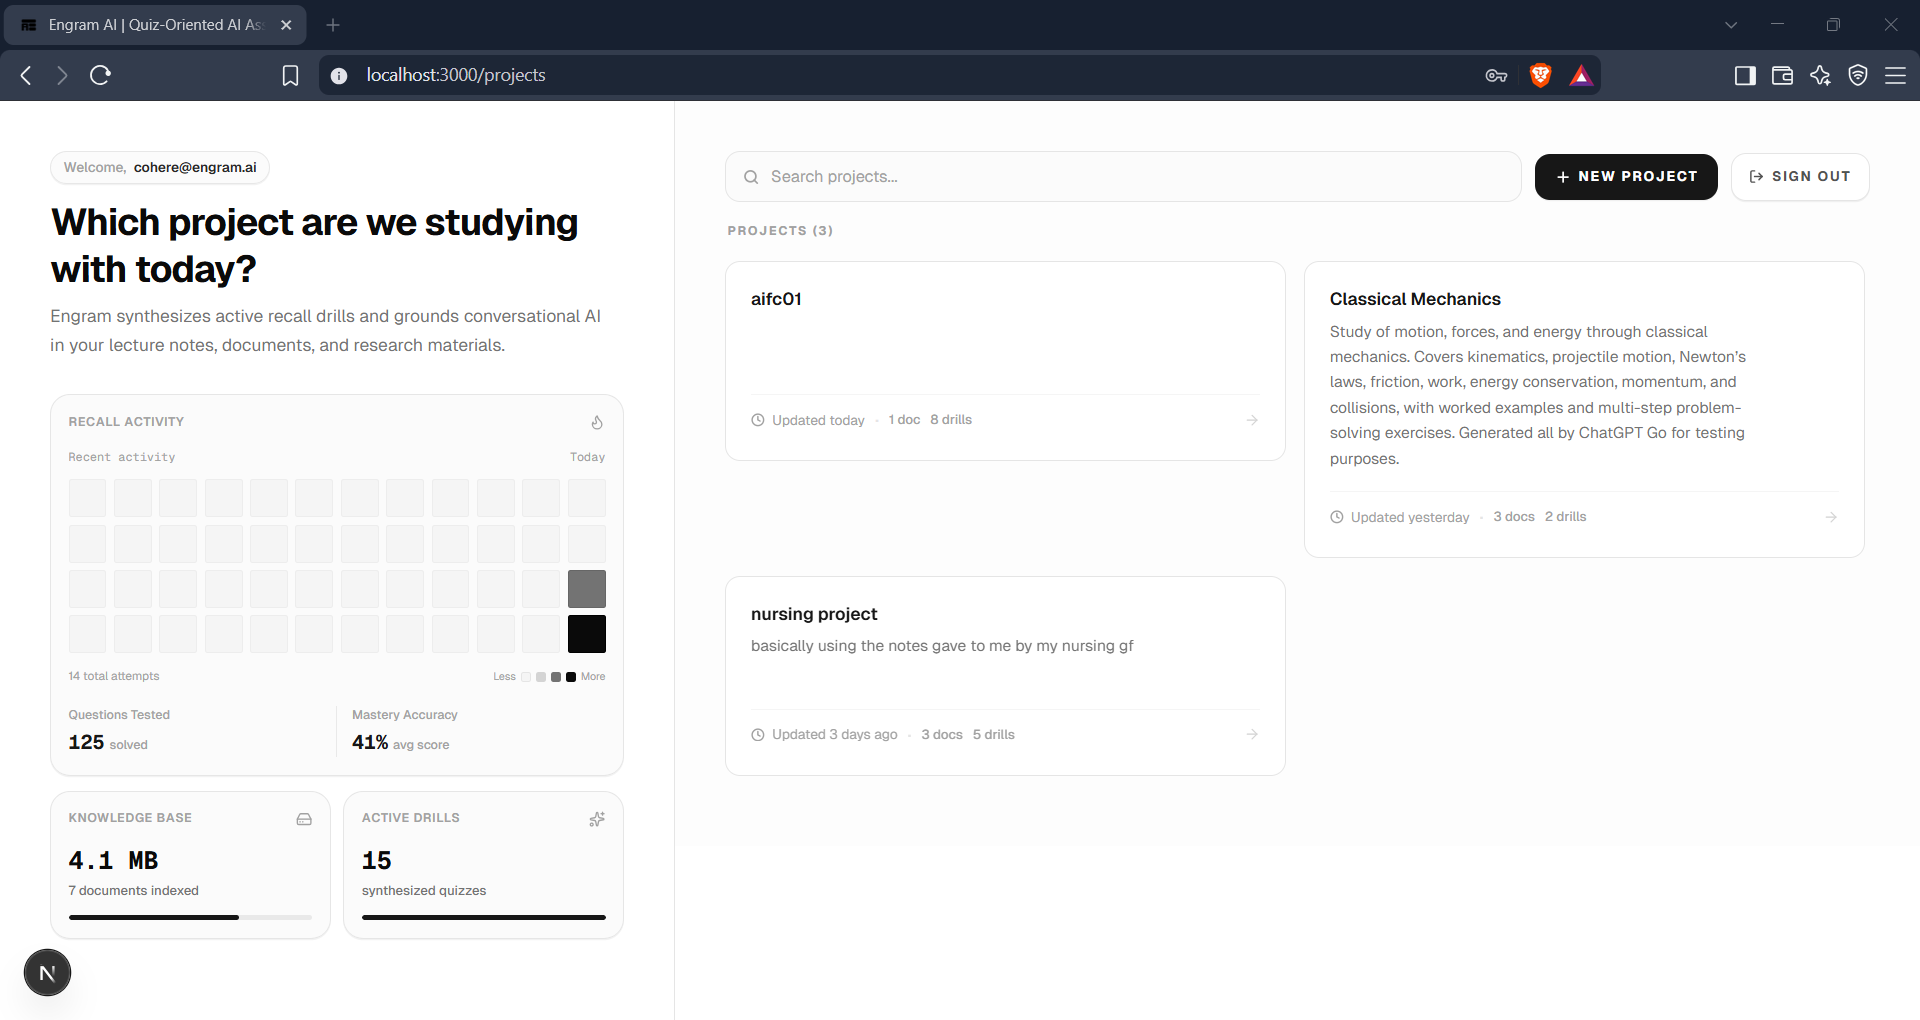 Engram AI | Quiz-Oriented AI As
localhost:3000/projects
Welcome, cohere@engram.ai
Which project are we studying
with today?
Engram synthesizes active recall drills and grounds conversational AI
in your lecture notes, documents, and research materials.
RECALL ACTIVITY
Recent activity
Today
14 total attempts
Less
More
Questions Tested
125 solved
Mastery Accuracy
41% avg score
KNOWLEDGE BASE
4.1 MB
7 documents indexed
ACTIVE DRILLS
15
synthesized quizzes
N
Search projects...
+ NEW PROJECT
SIGN OUT
PROJECTS (3)
aifc01
Updated today · 1 doc 8 drills
Classical Mechanics
Study of motion, forces, and energy through classical
mechanics. Covers kinematics, projectile motion, Newton's
laws, friction, work, energy conservation, momentum, and
collisions, with worked examples and multi-step problem-
solving exercises. Generated all by ChatGPT Go for testing
purposes.
Updated yesterday · 3 docs 2 drills
nursing project
basically using the notes gave to me by my nursing gf
Updated 3 days ago · 3 docs 5 drills